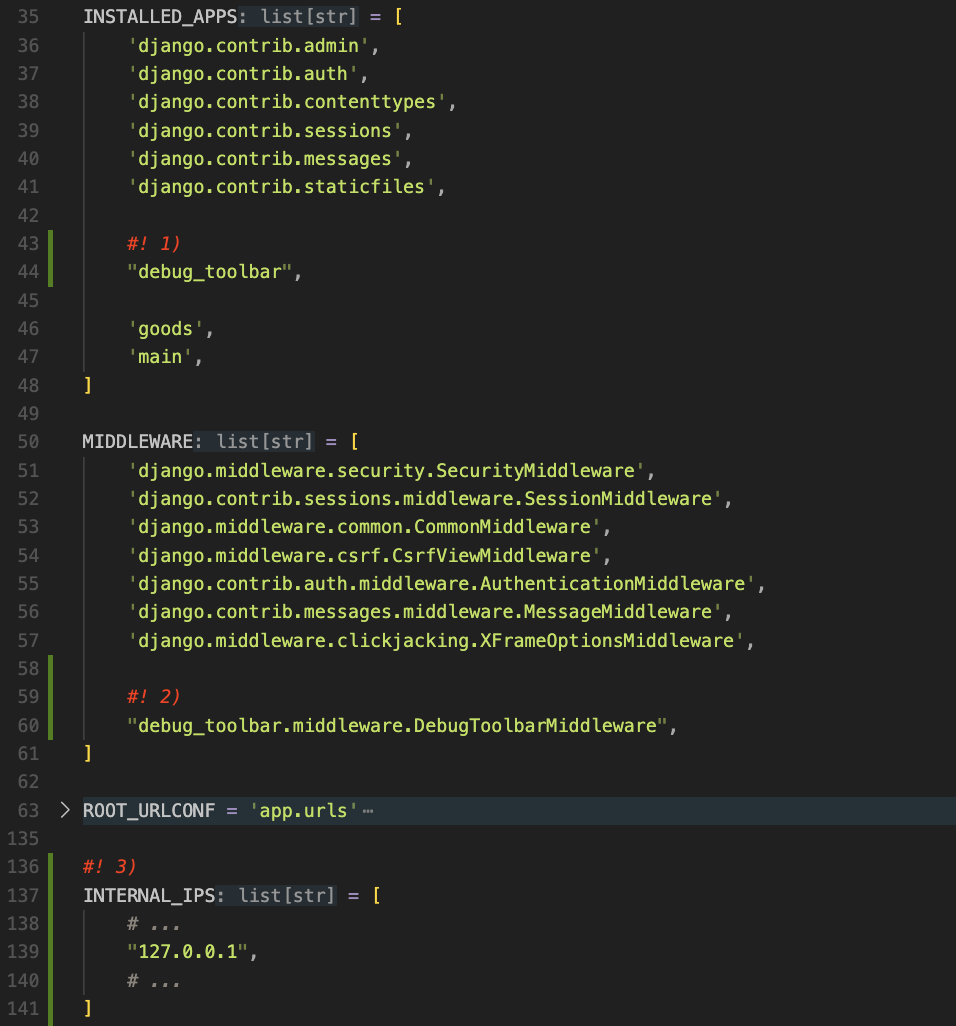 35 INSTALLED_APPS: list[str] = [
36     'django.contrib.admin',
37     'django.contrib.auth',
38     'django.contrib.contenttypes',
39     'django.contrib.sessions',
40     'django.contrib.messages',
41     'django.contrib.staticfiles',
42
43     #! 1)
44     "debug_toolbar",
45
46     'goods',
47     'main',
48 ]
49
50 MIDDLEWARE: list[str] = [
51     'django.middleware.security.SecurityMiddleware',
52     'django.contrib.sessions.middleware.SessionMiddleware',
53     'django.middleware.common.CommonMiddleware',
54     'django.middleware.csrf.CsrfViewMiddleware',
55     'django.contrib.auth.middleware.AuthenticationMiddleware',
56     'django.contrib.messages.middleware.MessageMiddleware',
57     'django.middleware.clickjacking.XFrameOptionsMiddleware',
58
59     #! 2)
60     "debug_toolbar.middleware.DebugToolbarMiddleware",
61 ]
62
63 > ROOT_URLCONF = 'app.urls' ⋯
135
136 #! 3)
137 INTERNAL_IPS: list[str] = [
138     # ...
139     "127.0.0.1",
140     # ...
141 ]